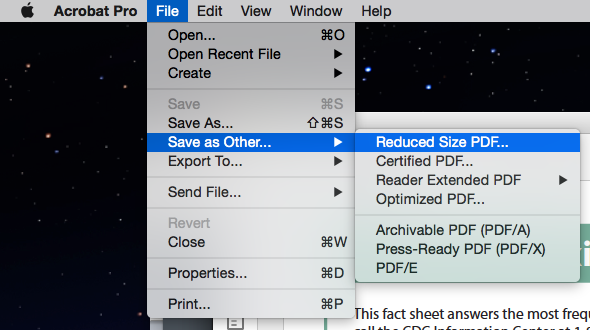 Acrobat Pro File Edit View Window Help
Open... ⌘O
Open Recent File ▶
Create ▶
Save ⌘S
Save As... ⇧⌘S
Save as Other... ▶
Reduced Size PDF...
Certified PDF...
Reader Extended PDF ▶
Optimized PDF...
Archivable PDF (PDF/A)
Press-Ready PDF (PDF/X)
PDF/E
Export To... ▶
Send File... ▶
Revert
Close ⌘W
Properties... ⌘D
Print... ⌘P
This fact sheet answers the most frequ
call the CDC Information Center at 1-8